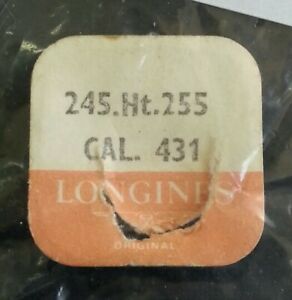 245.Ht.255
CAL. 431
LONGINES
ORIGINAL